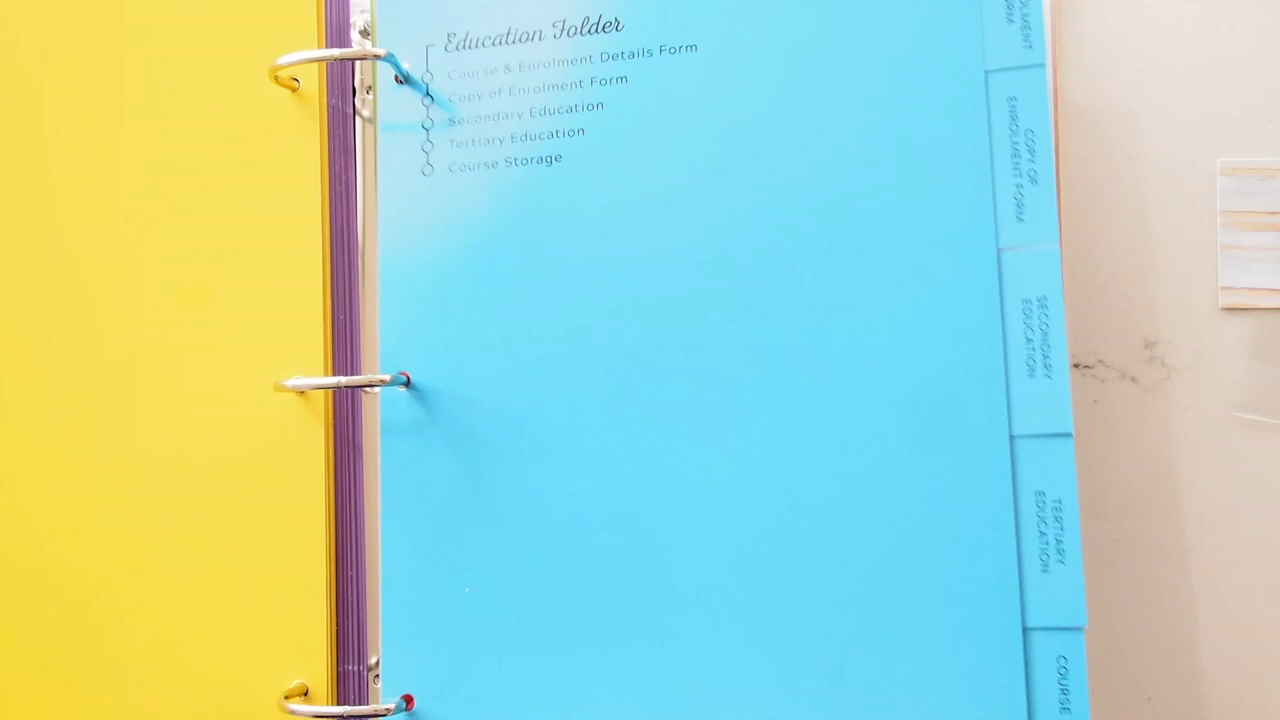 Education Folder
Course & Enrolment Details Form
Copy of Enrolment Form
Secondary Education
Tertiary Education
Course Storage
COPY OF
ENROLMENT FORM
SECONDARY
EDUCATION
TERTIARY
EDUCATION
COURSE